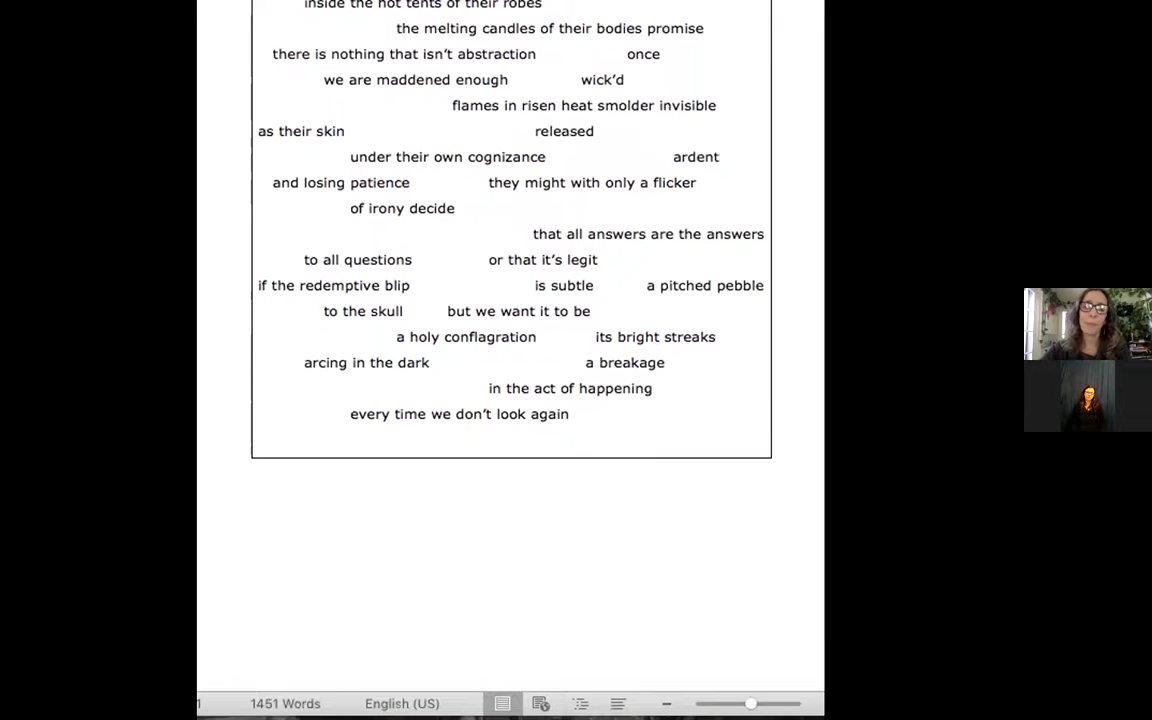 inside the hot tents of their robes
the melting candles of their bodies promise
there is nothing that isn't abstraction once
we are maddened enough wick'd
flames in risen heat smolder invisible
as their skin released
under their own cognizance ardent
and losing patience they might with only a flicker
of irony decide
that all answers are the answers
to all questions or that it's legit
if the redemptive blip is subtle a pitched pebble
to the skull but we want it to be
a holy conflagration its bright streaks
arcing in the dark a breakage
in the act of happening
every time we don't look again
1 1451 Words English (US)